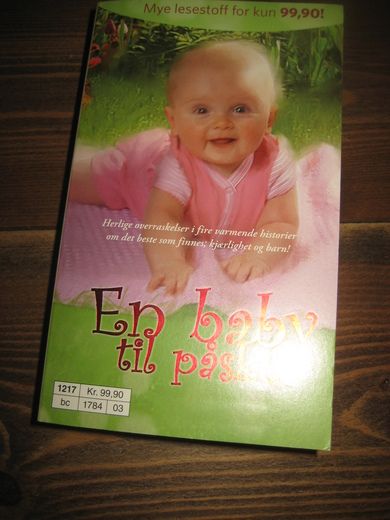 Mye lesestoff for kun 99,90!
Herlige overraskelser i fire varmende historier
om det beste som finnes; kjærlighet og barn!
En baby
til
1217 Kr. 99,90
bc 1784 03